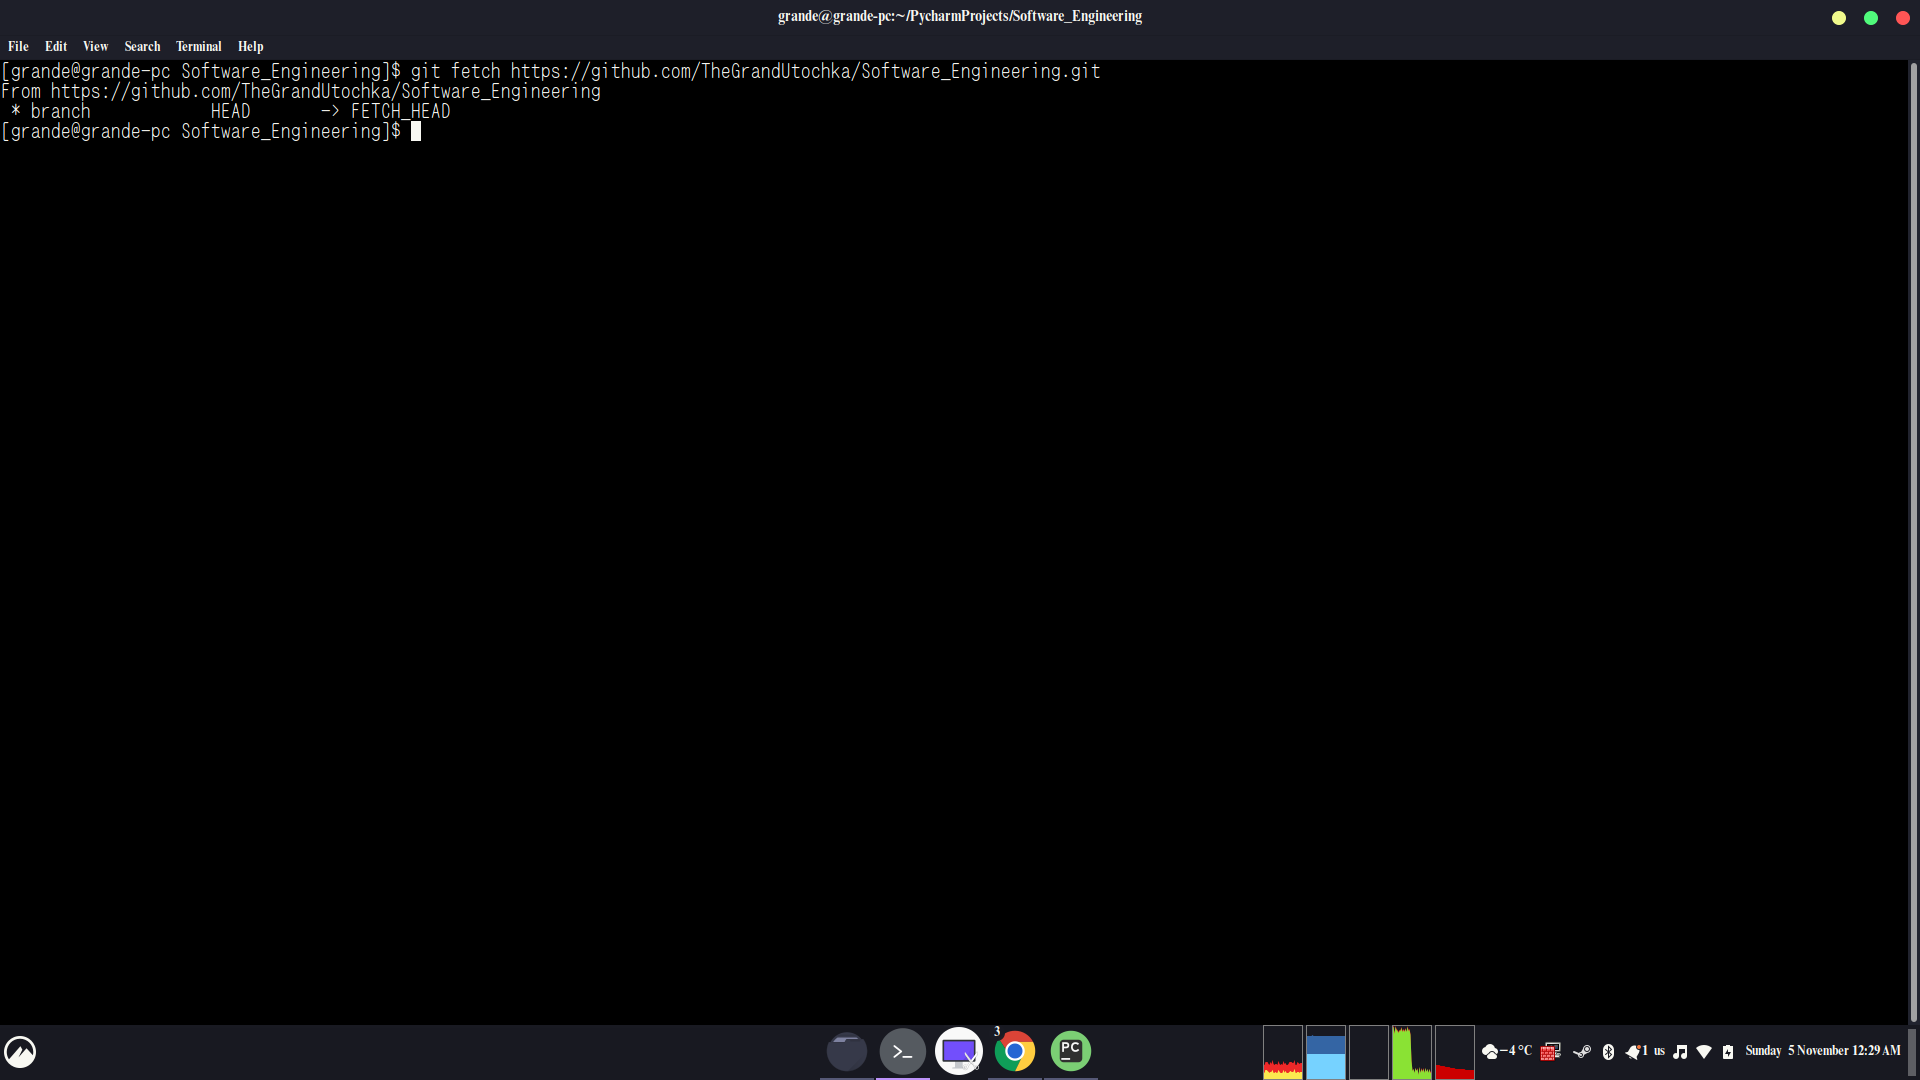 grande@grande-pc:~/PycharmProjects/Software_Engineering
File Edit View Search Terminal Help
[grande@grande-pc Software_Engineering]$ git fetch https://github.com/TheGrandUtochka/Software_Engineering.git
From https://github.com/TheGrandUtochka/Software_Engineering
 * branch            HEAD       -> FETCH_HEAD
[grande@grande-pc Software_Engineering]$
3
>_
PC
-4 °C 1 us Sunday 5 November 12:29 AM